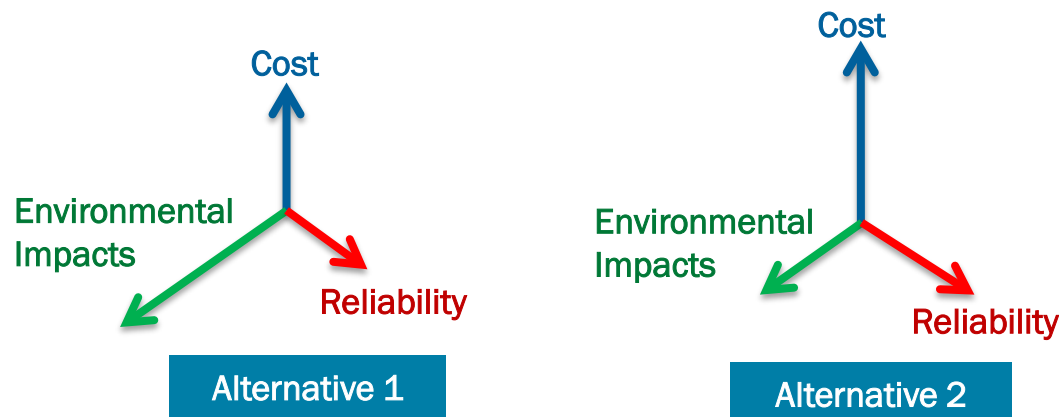 Cost
Environmental
Impacts
Reliability
Alternative 1
Cost
Environmental
Impacts
Reliability
Alternative 2